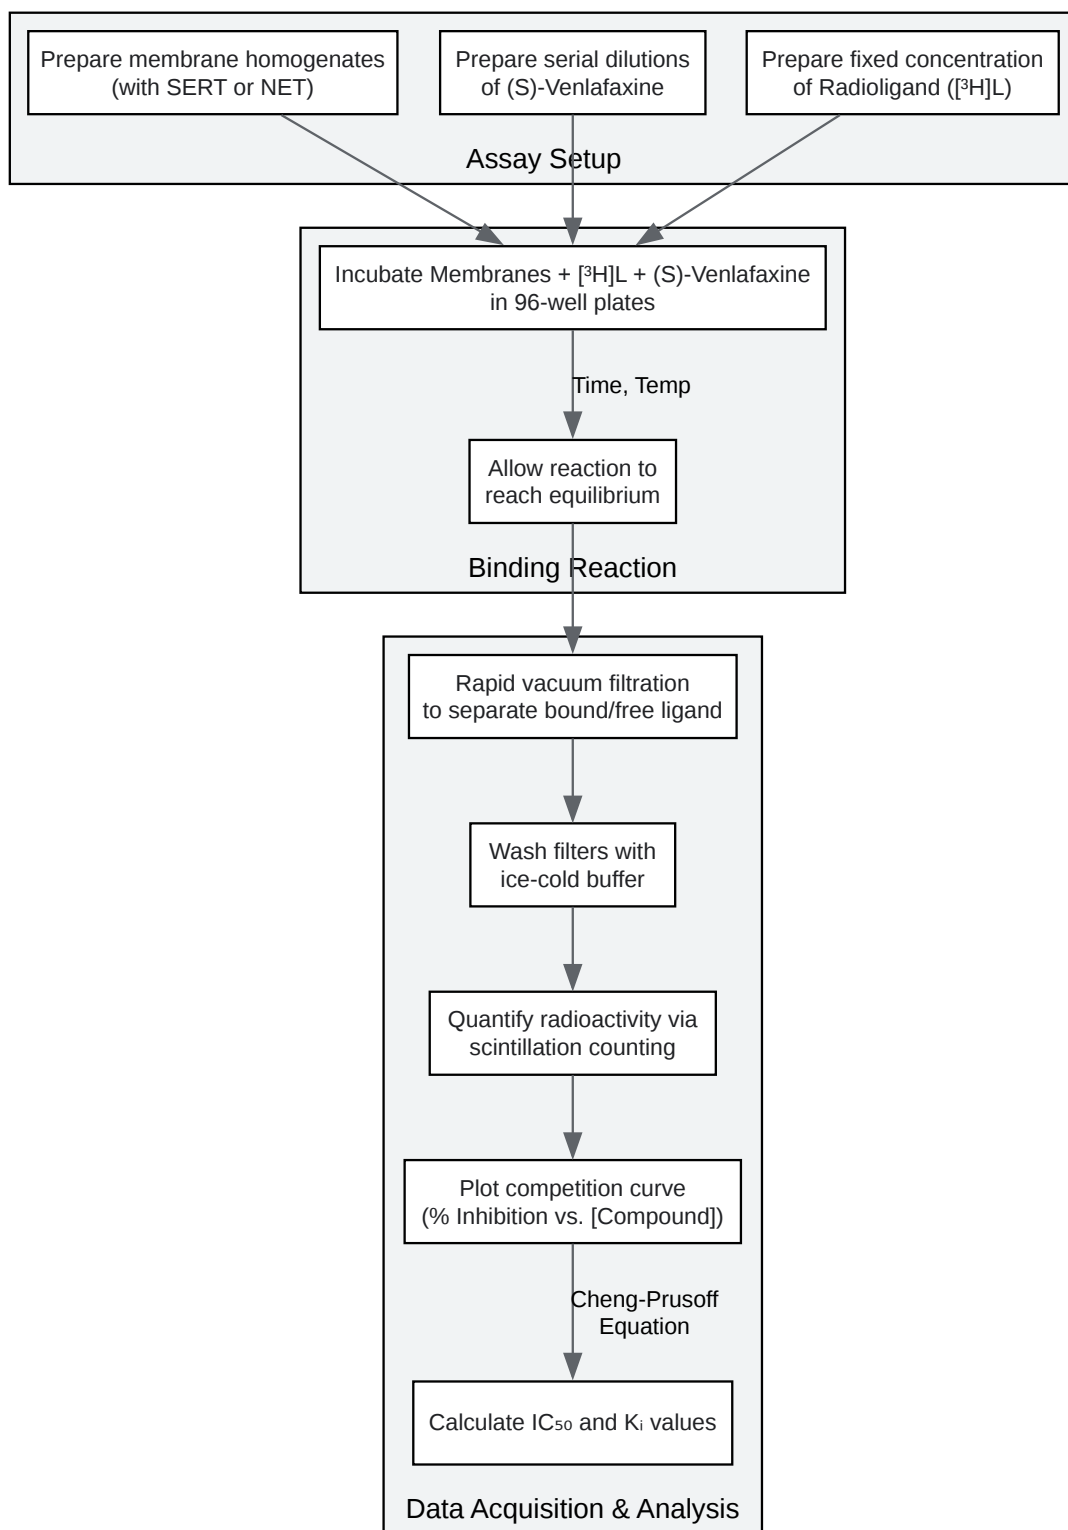 Prepare membrane homogenates
(with SERT or NET)
Prepare serial dilutions
of (S)-Venlafaxine
Prepare fixed concentration
of Radioligand ([³H]L)
Assay Setup
Incubate Membranes + [³H]L + (S)-Venlafaxine
in 96-well plates
Time, Temp
Allow reaction to
reach equilibrium
Binding Reaction
Rapid vacuum filtration
to separate bound/free ligand
Wash filters with
ice-cold buffer
Quantify radioactivity via
scintillation counting
Plot competition curve
(% Inhibition vs. [Compound])
Cheng-Prusoff
Equation
Calculate IC₅₀ and Kᵢ values
Data Acquisition & Analysis